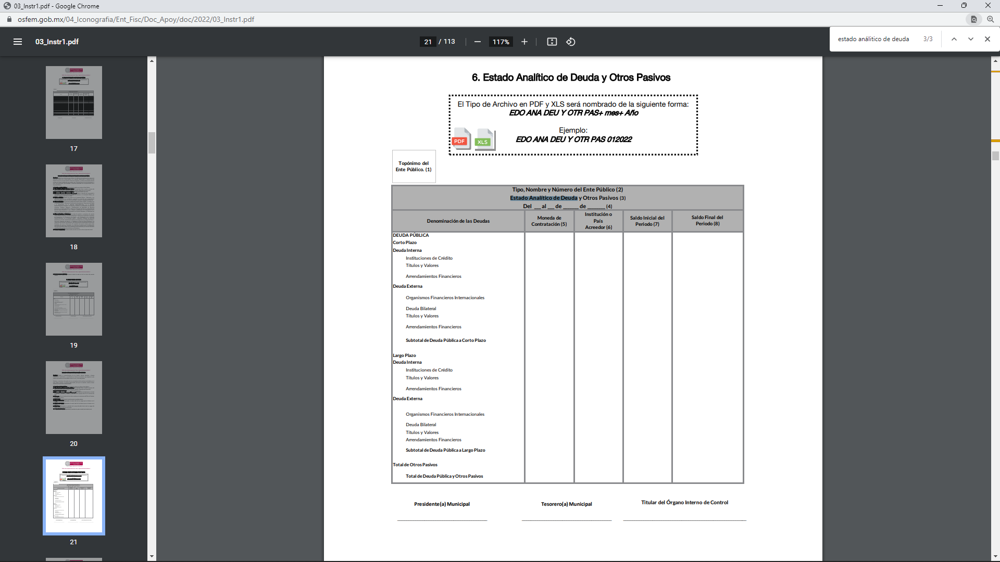 03_Instr1.pdf - Google Chrome
osfem.gob.mx/04_Iconografia/Ent_Fisc/Doc_Apoy/doc/2022/03_Instr1.pdf
03_Instr1.pdf
21 / 113
117%
estado análitico de deuda 3/3
17
18
19
20
21
6. Estado Analítico de Deuda y Otros Pasivos
El Tipo de Archivo en PDF y XLS será nombrado de la siguiente forma:
EDO ANA DEU Y OTR PAS+ mes+ Año
Ejemplo:
EDO ANA DEU Y OTR PAS 012022
PDF
XLS
Topónimo del
Ente Público. (1)
Tipo, Nombre y Número del Ente Público (2)
Estado Analítico de Deuda y Otros Pasivos (3)
Del __ al __ de _____ de ______ (4)
Denominación de las Deudas
Moneda de
Contratación (5)
Institución o
País
Acreedor (6)
Saldo Inicial del
Periodo (7)
Saldo Final del
Periodo (8)
DEUDA PÚBLICA
Corto Plazo
Deuda Interna
Instituciones de Crédito
Títulos y Valores
Arrendamientos Financieros
Deuda Externa
Organismos Financieros Internacionales
Deuda Bilateral
Títulos y Valores
Arrendamientos Financieros
Subtotal de Deuda Pública a Corto Plazo
Largo Plazo
Deuda Interna
Instituciones de Crédito
Títulos y Valores
Arrendamientos Financieros
Deuda Externa
Organismos Financieros Internacionales
Deuda Bilateral
Títulos y Valores
Arrendamientos Financieros
Subtotal de Deuda Pública a Largo Plazo
Total de Otros Pasivos
Total de Deuda Pública y Otros Pasivos
Presidente(a) Municipal
Tesorero(a) Municipal
Titular del Órgano Interno de Control